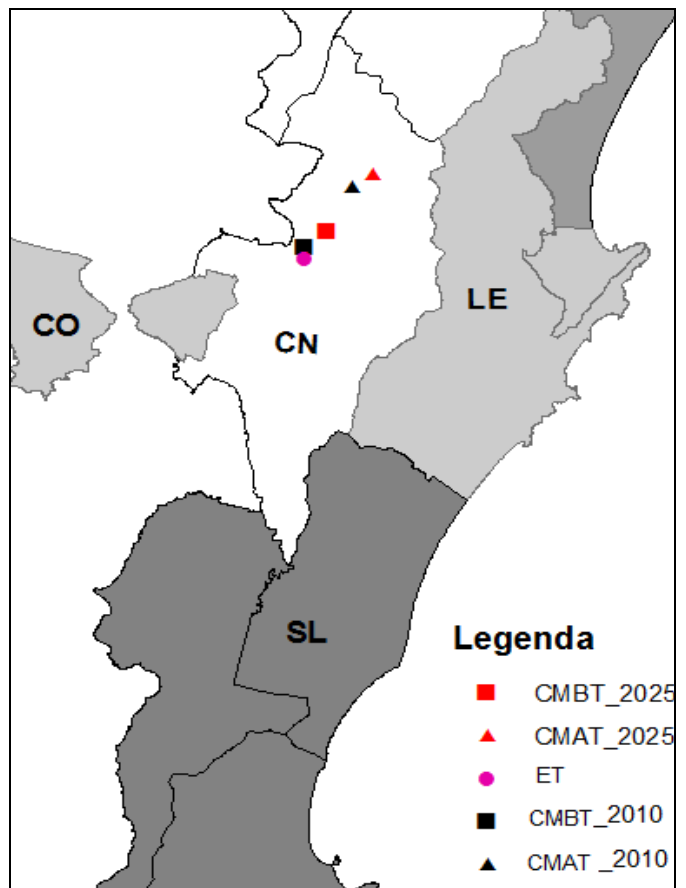 LE
CO
CN
SL
Legenda
CMBT_2025
CMAT_2025
ET
CMBT_2010
CMAT _2010